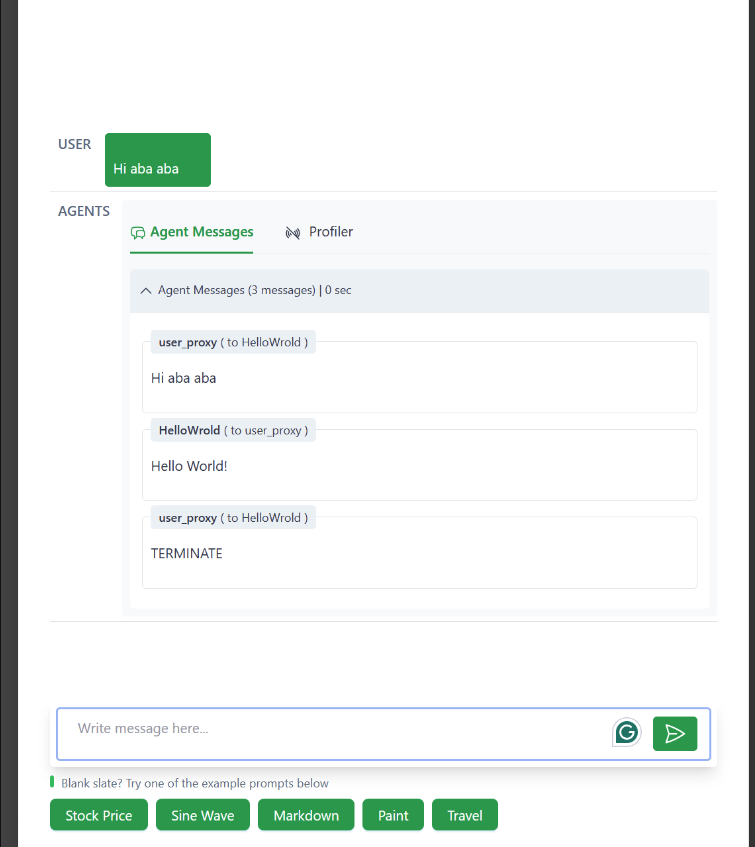 USER
Hi aba aba
AGENTS
Agent Messages
Profiler
Agent Messages (3 messages) | 0 sec
user_proxy ( to HelloWrold )
Hi aba aba
HelloWrold ( to user_proxy )
Hello World!
user_proxy ( to HelloWrold )
TERMINATE
Write message here...
G
Blank slate? Try one of the example prompts below
Stock Price
Sine Wave
Markdown
Paint
Travel